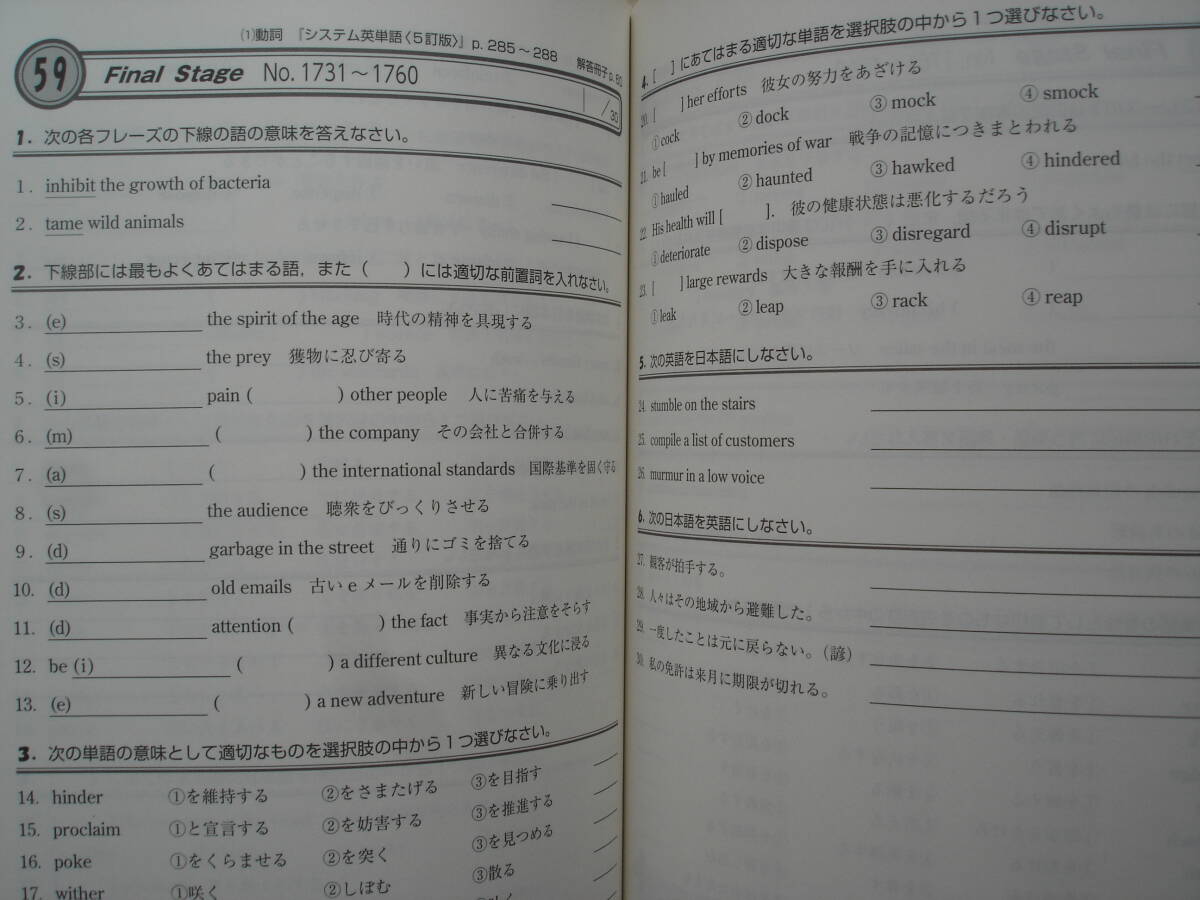 (1)動詞 『システム英単語〈5訂版〉』p. 285～288 解答冊子 p. 60
59 Final Stage No. 1731～1760
/30
1. 次の各フレーズの下線の語の意味を答えなさい。
1. inhibit the growth of bacteria
2. tame wild animals
2. 下線部には最もよくあてはまる語，また（ ）には適切な前置詞を入れなさい。
3. (e) the spirit of the age 時代の精神を具現する
4. (s) the prey 獲物に忍び寄る
5. (i) pain ( ) other people 人に苦痛を与える
6. (m) ( ) the company その会社と合併する
7. (a) ( ) the international standards 国際基準を固く守る
8. (s) the audience 聴衆をびっくりさせる
9. (d) garbage in the street 通りにゴミを捨てる
10. (d) old emails 古い e メールを削除する
11. (d) attention ( ) the fact 事実から注意をそらす
12. be (i) ( ) a different culture 異なる文化に浸る
13. (e) ( ) a new adventure 新しい冒険に乗り出す
3. 次の単語の意味として適切なものを選択肢の中から1つ選びなさい。
14. hinder ①を維持する ②をさまたげる ③を目指す
15. proclaim ①と宣言する ②を妨害する ③を推進する
16. poke ①をくらませる ②を突く ③を見つめる
17. wither ①咲く ②しぼむ ③散る
4. [ ] にあてはまる適切な単語を選択肢の中から1つ選びなさい。
20. [ ] her efforts 彼女の努力をあざける
①cock ②dock ③mock ④smock
21. be [ ] by memories of war 戦争の記憶につきまとわれる
①hauled ②haunted ③hawked ④hindered
22. His health will [ ]. 彼の健康状態は悪化するだろう
①deteriorate ②dispose ③disregard ④disrupt
23. [ ] large rewards 大きな報酬を手に入れる
①leak ②leap ③rack ④reap
5. 次の英語を日本語にしなさい。
24. stumble on the stairs
25. compile a list of customers
26. murmur in a low voice
6. 次の日本語を英語にしなさい。
27. 観客が拍手する。
28. 人々はその地域から避難した。
29. 一度したことは元に戻らない。（諺）
30. 私の免許は来月に期限が切れる。